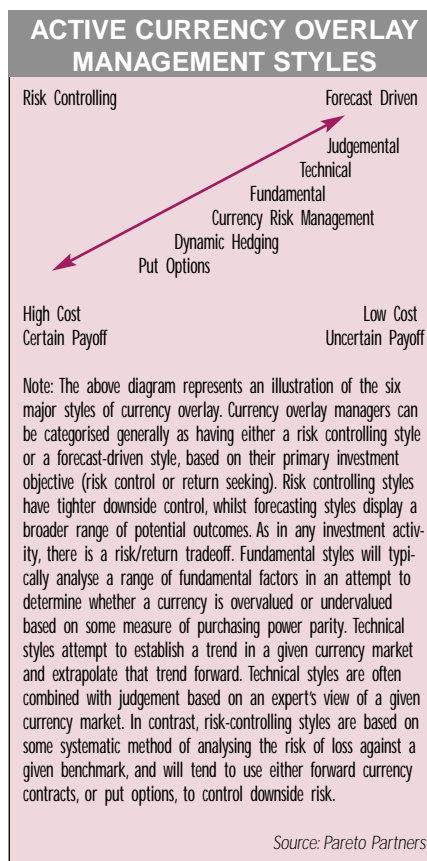 ACTIVE CURRENCY OVERLAY
MANAGEMENT STYLES
Risk Controlling Forecast Driven
Judgemental
Technical
Fundamental
Currency Risk Management
Dynamic Hedging
Put Options
High Cost Low Cost
Certain Payoff Uncertain Payoff
Note: The above diagram represents an illustration of the six
major styles of currency overlay. Currency overlay managers can
be categorised generally as having either a risk controlling style
or a forecast-driven style, based on their primary investment
objective (risk control or return seeking). Risk controlling styles
have tighter downside control, whilst forecasting styles display a
broader range of potential outcomes. As in any investment activ-
ity, there is a risk/return tradeoff. Fundamental styles will typi-
cally analyse a range of fundamental factors in an attempt to
determine whether a currency is overvalued or undervalued
based on some measure of purchasing power parity. Technical
styles attempt to establish a trend in a given currency market
and extrapolate that trend forward. Technical styles are often
combined with judgement based on an expert's view of a given
currency market. In contrast, risk-controlling styles are based on
some systematic method of analysing the risk of loss against a
given benchmark, and will tend to use either forward currency
contracts, or put options, to control downside risk.
Source: Pareto Partners